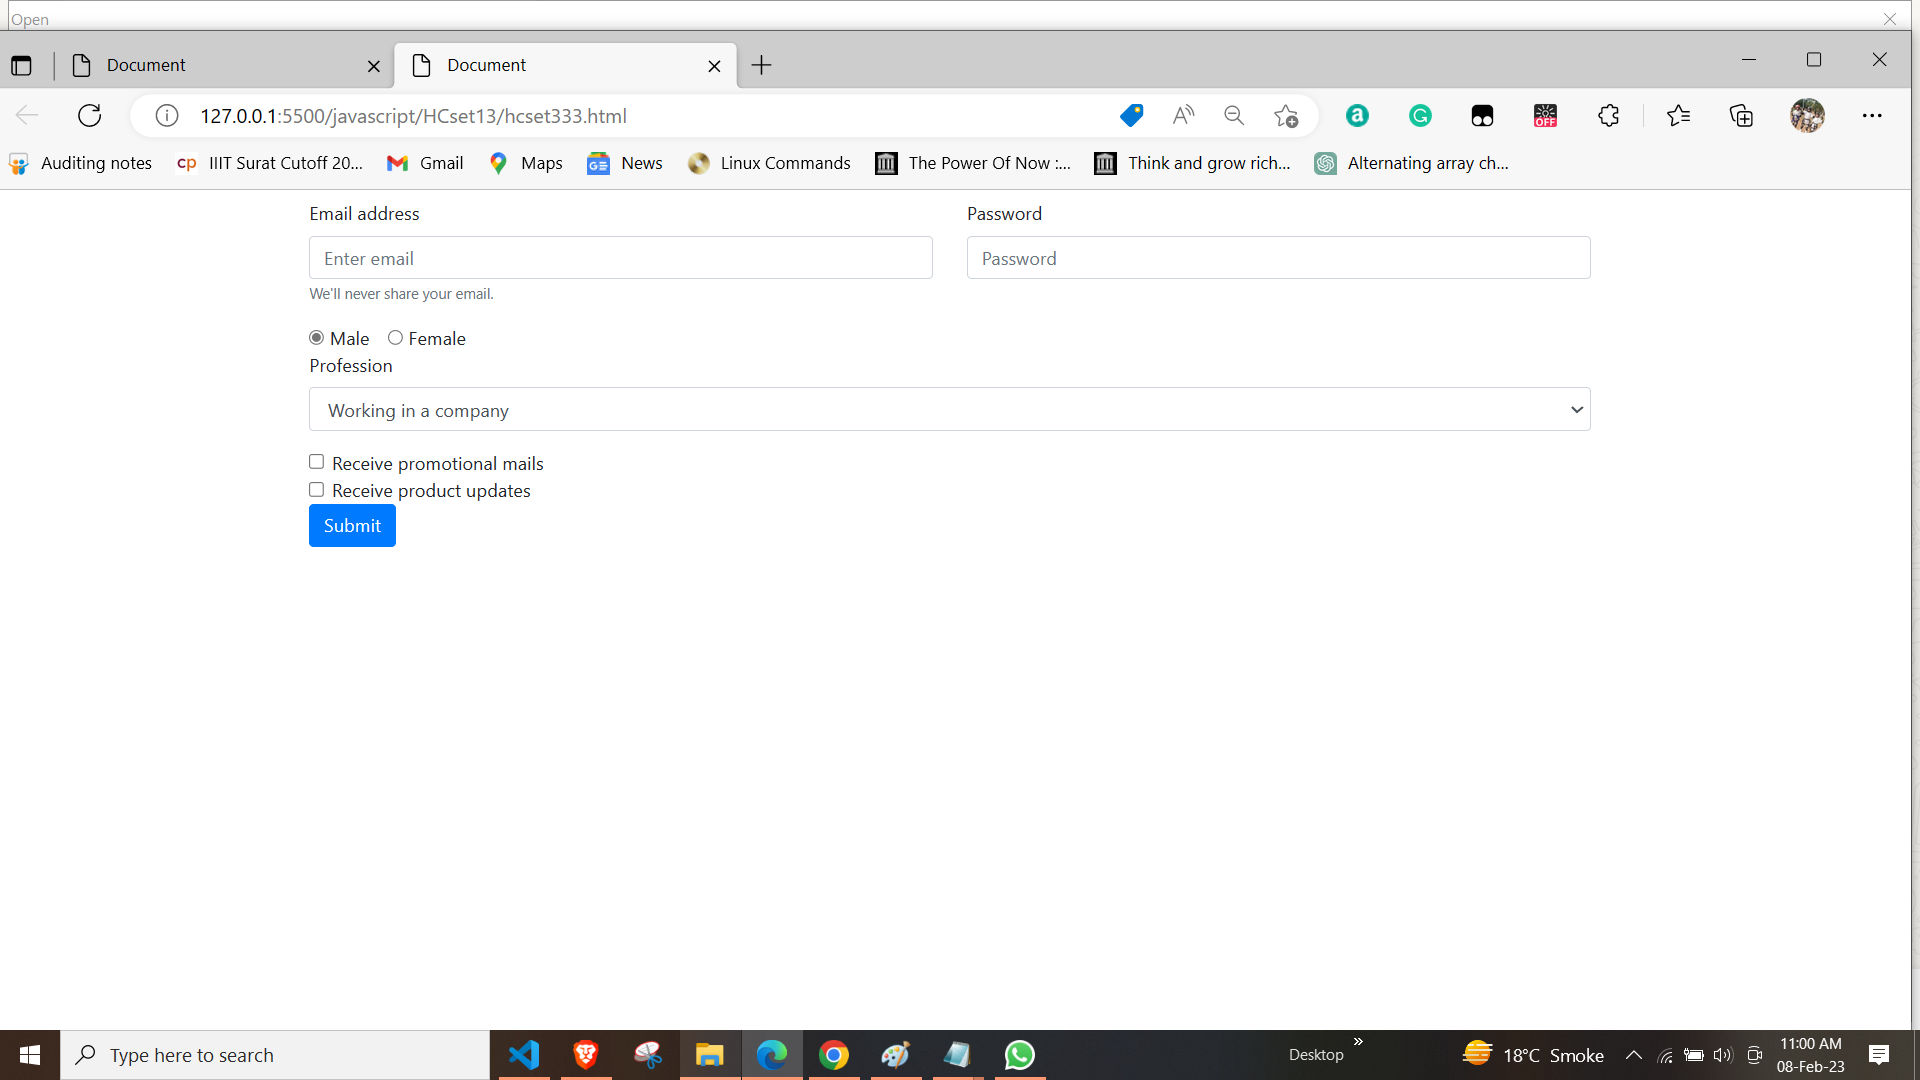 Open
Document Document
127.0.0.1:5500/javascript/HCset13/hcset333.html
OFF
Auditing notes cp IIIT Surat Cutoff 20... Gmail Maps News Linux Commands The Power Of Now :... Think and grow rich... Alternating array ch...
Email address Password
Enter email Password
We'll never share your email.
Male Female
Profession
Working in a company
Receive promotional mails
Receive product updates
Submit
Type here to search Desktop 18°C Smoke 11:00 AM
08-Feb-23